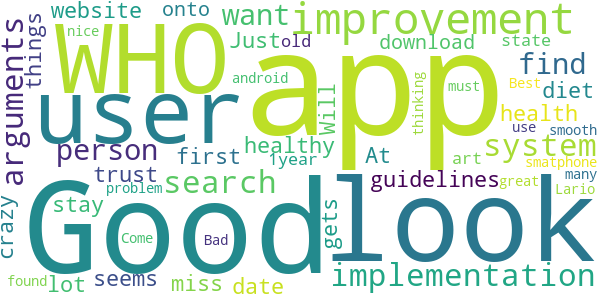 website onto want improvement
nice WHO Just old download state
things
arguments
android
app
find
thinking must Best diet
user
Will
health
use smooth
person first healthy 1year At art system many
trust
search
guidelines smatphone
problem
great Lario
crazy stay
Good
look
Come Bad gets
seems
found lot miss date implementation